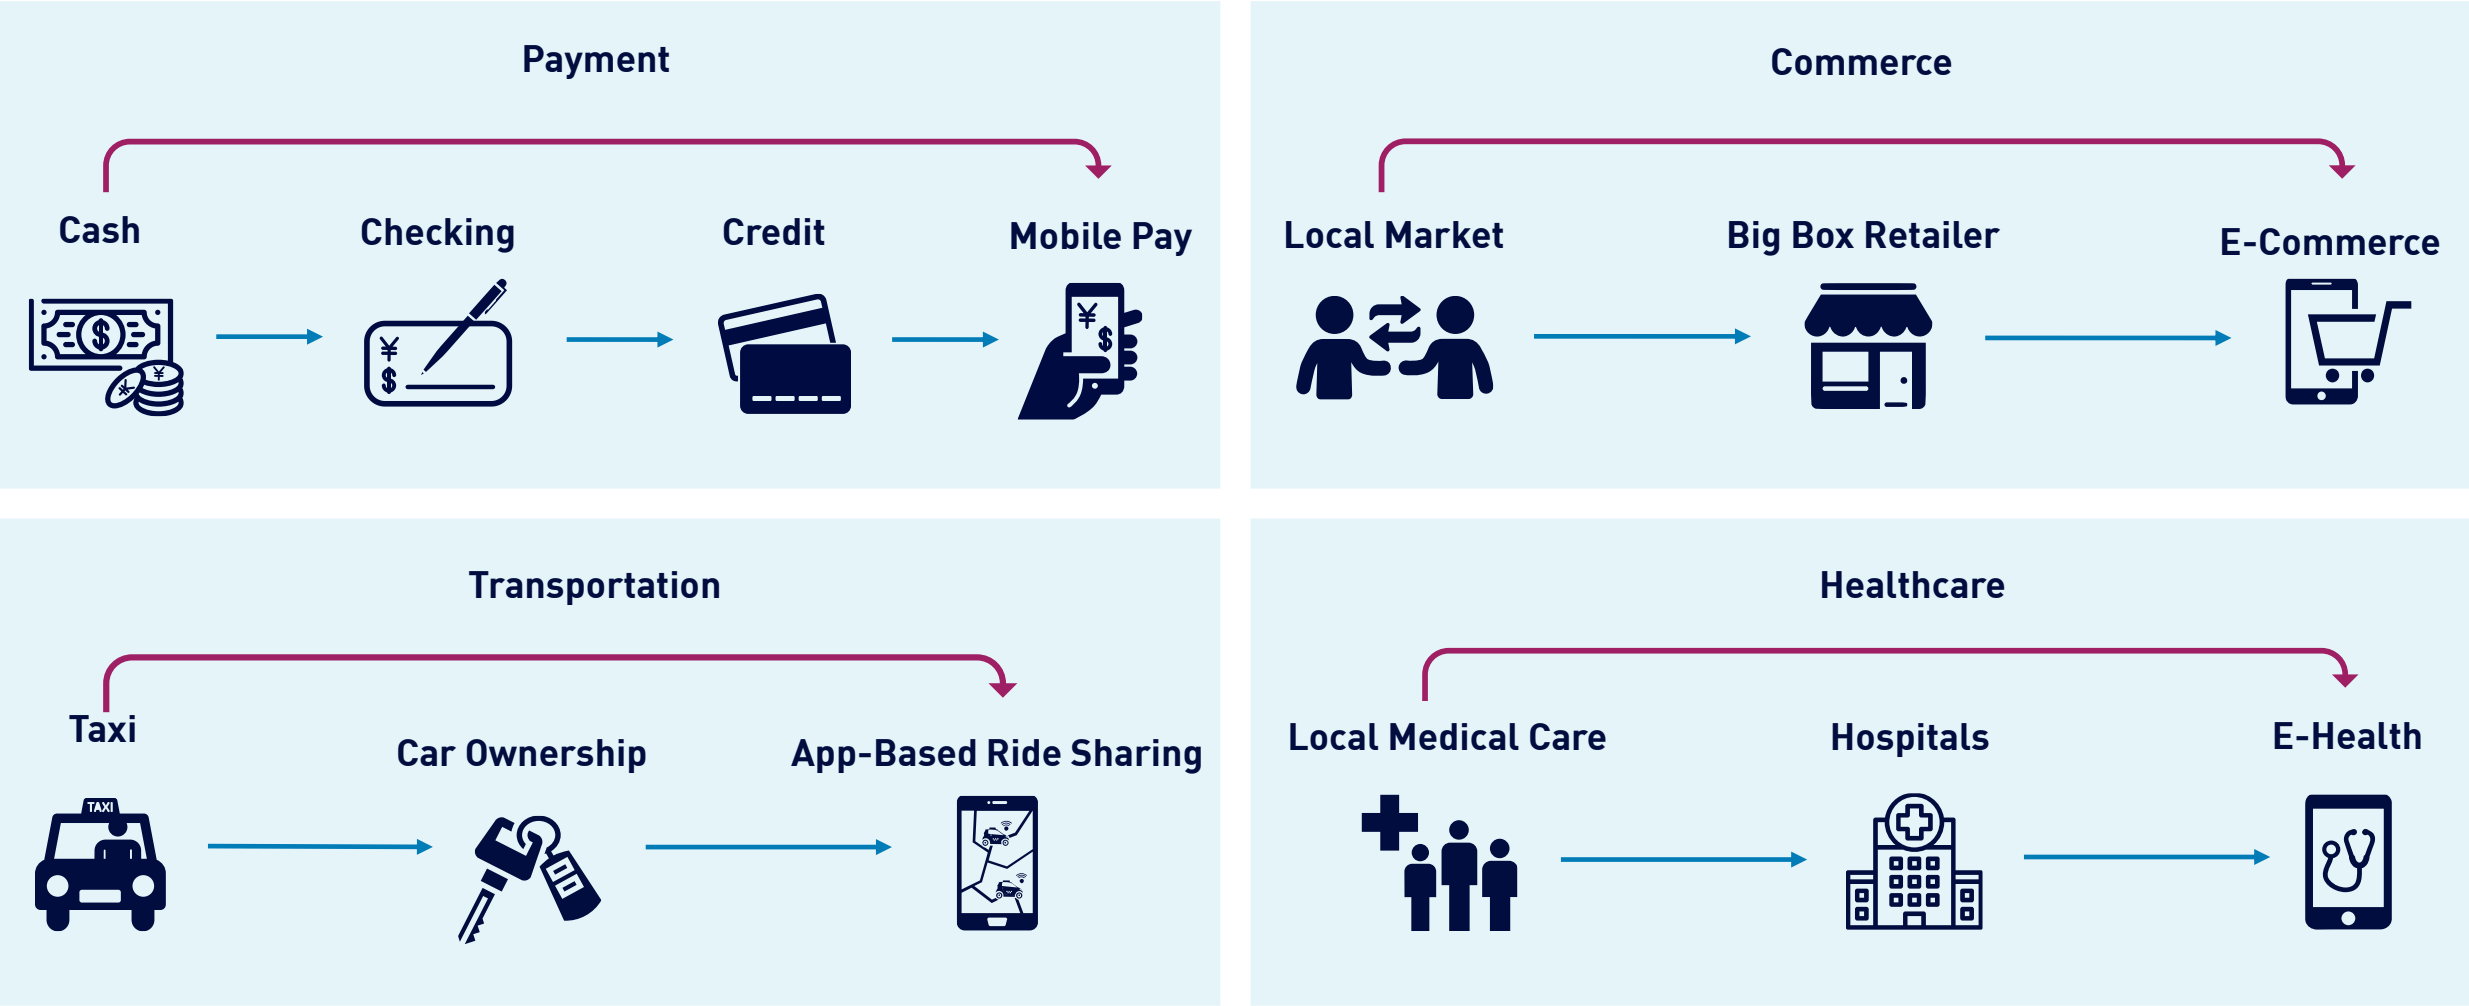 Payment
Cash
Checking
Credit
Mobile Pay
$
¥
¥
$
¥
$
Commerce
Local Market
Big Box Retailer
E-Commerce
Transportation
Taxi
Car Ownership
App-Based Ride Sharing
TAXI
Healthcare
Local Medical Care
Hospitals
E-Health